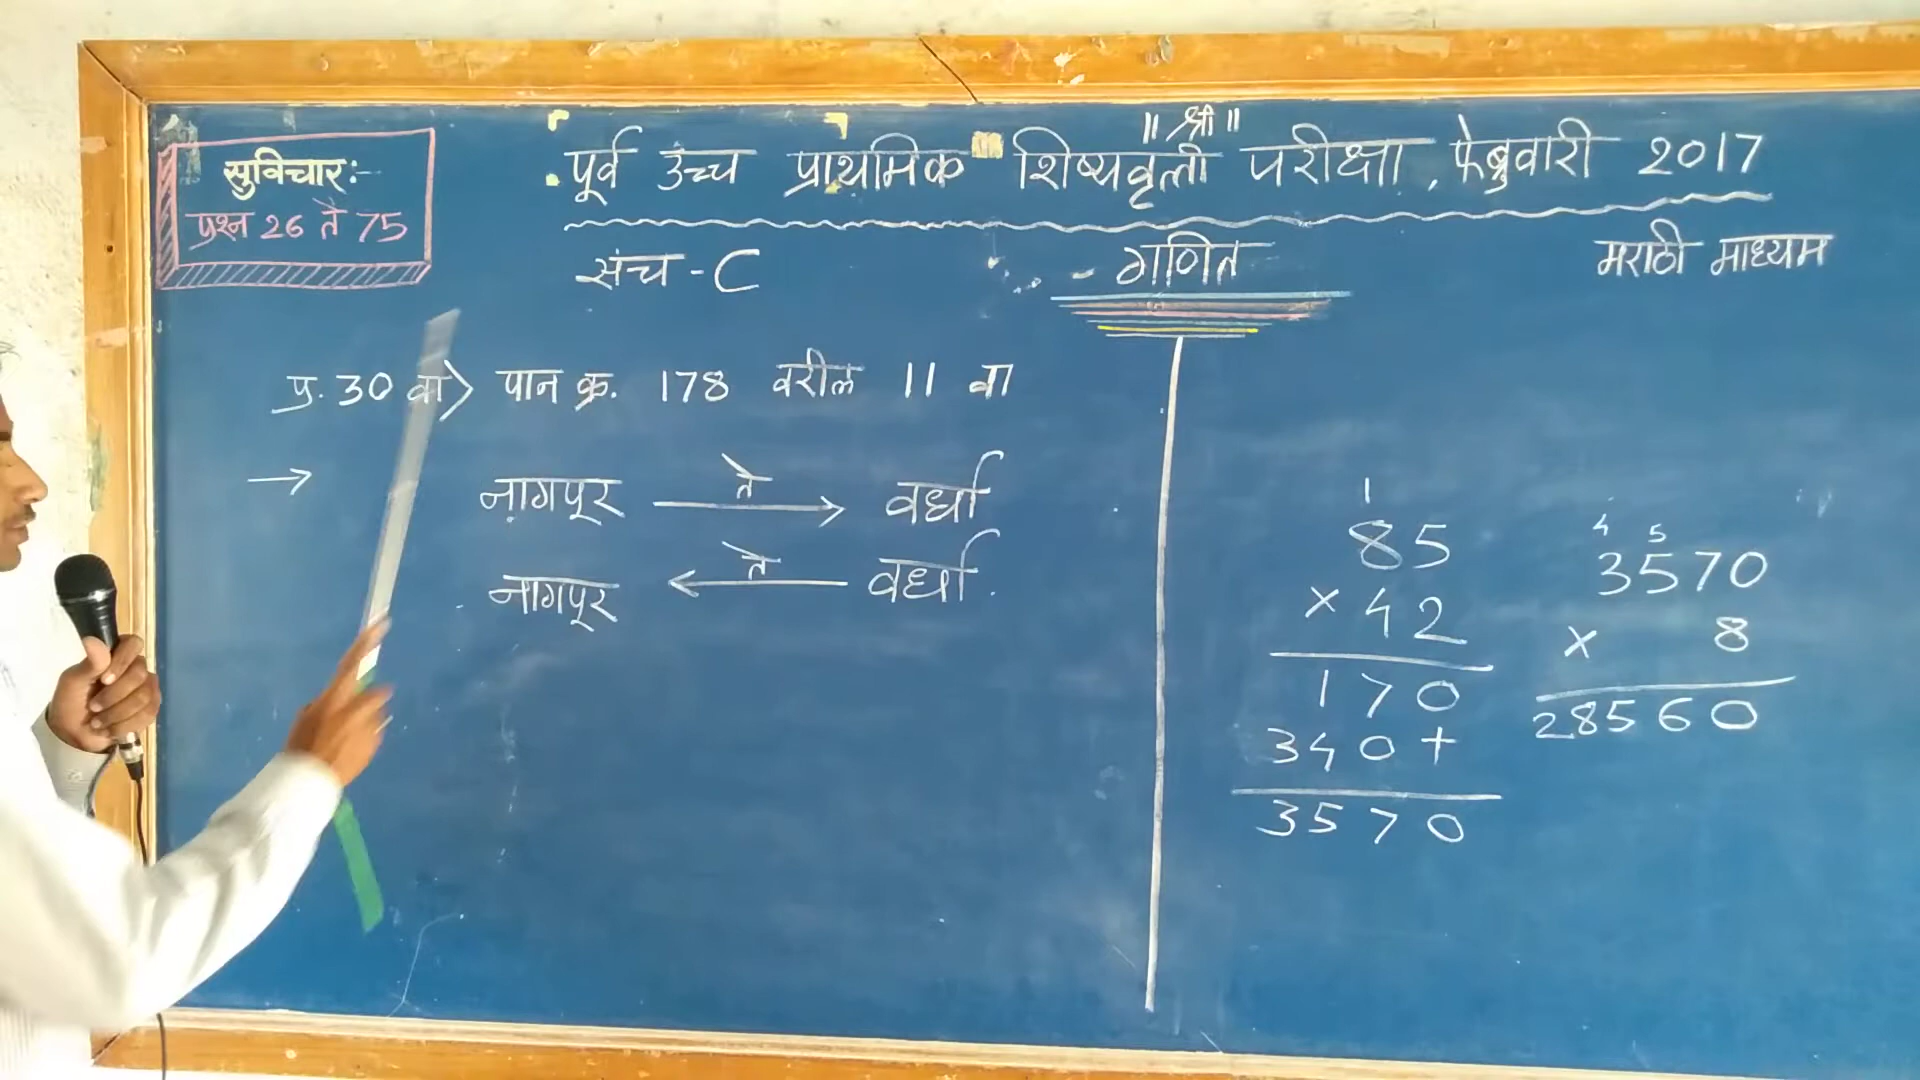 ॥ श्री ॥
पूर्व उच्च प्राथमिक शिष्यवृत्ती परीक्षा, फेब्रुवारी 2017
सुविचार:-
प्रश्न 26 ते 75
संच - C
गणित
मराठी माध्यम
प्र. 30 वा> पान क्र. 178 वरील 11 वा
→ नागपूर ते → वर्धा
नागपूर ← ते वर्धा.
1
85
× 42
170
340+
3570
4 5
3570
× 8
28560